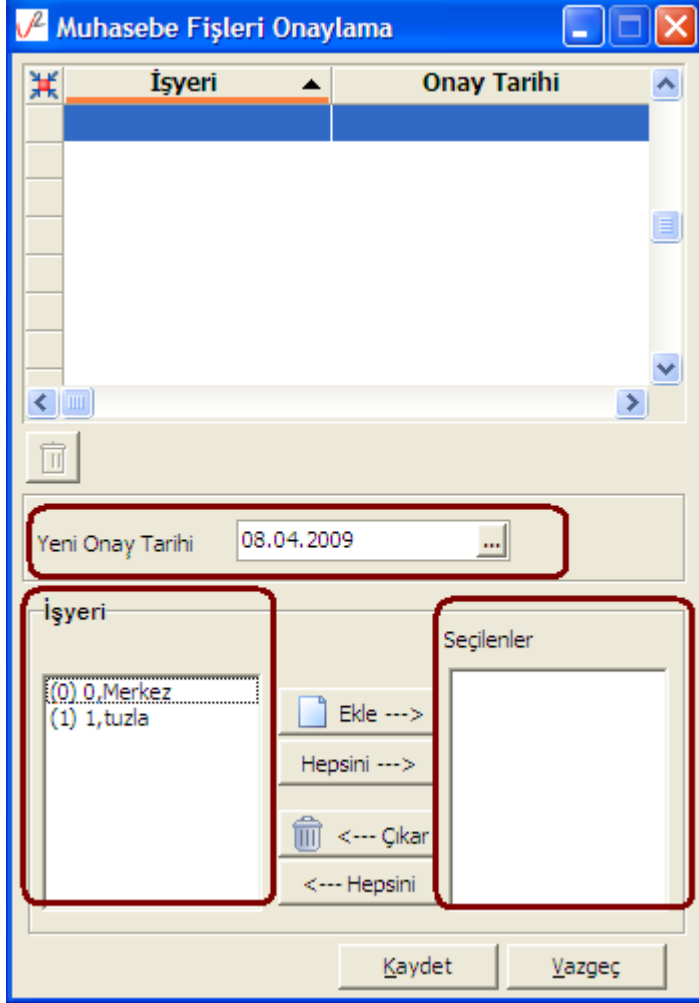 Muhasebe Fişleri Onaylama
İşyeri Onay Tarihi
Yeni Onay Tarihi 08.04.2009 ...
İşyeri
Seçilenler
(0) 0,Merkez
(1) 1,tuzla
Ekle --->
Hepsini --->
<--- Çıkar
<--- Hepsini
Kaydet Vazgeç